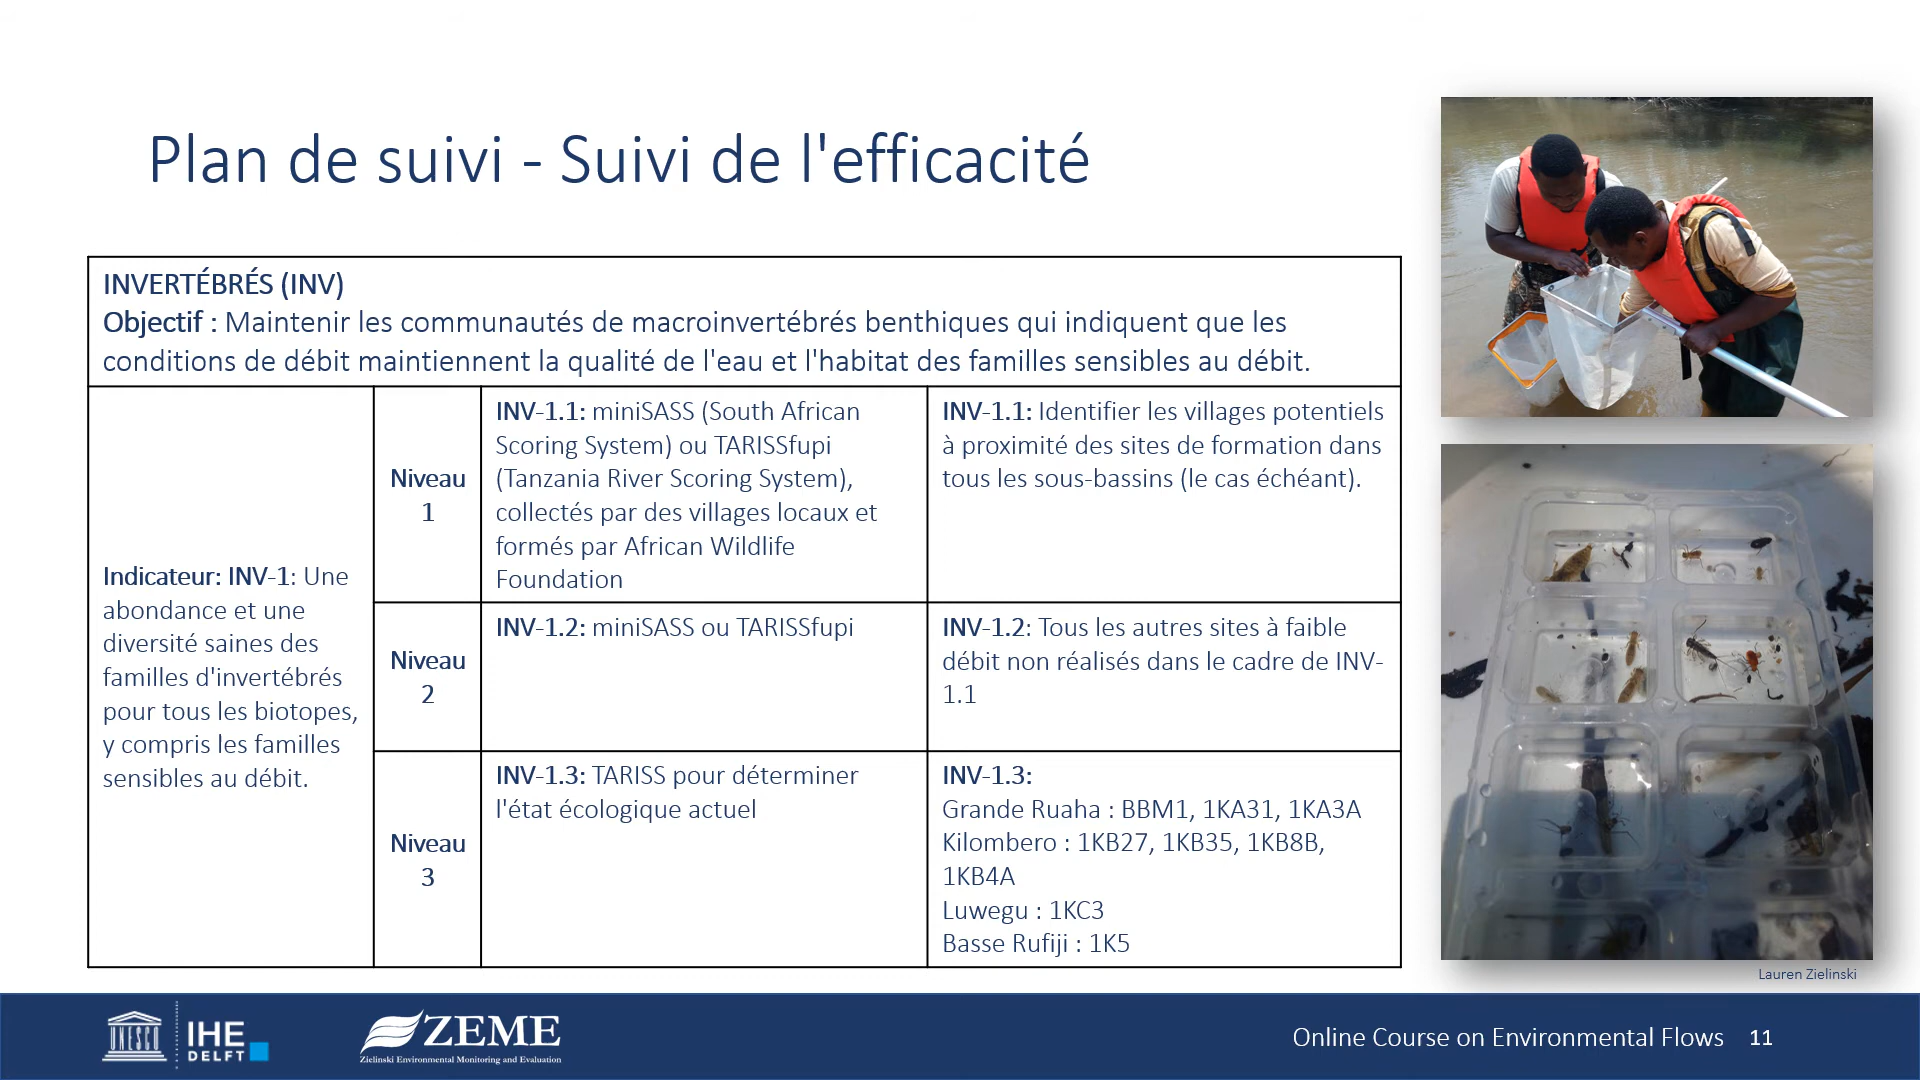 Plan de suivi - Suivi de l'efficacité
INVERTÉBRÉS (INV)
Objectif : Maintenir les communautés de macroinvertébrés benthiques qui indiquent que les
conditions de débit maintiennent la qualité de l'eau et l'habitat des familles sensibles au débit.
Indicateur: INV-1: Une
abondance et une
diversité saines des
familles d'invertébrés
pour tous les biotopes,
y compris les familles
sensibles au débit.
Niveau
1
INV-1.1: miniSASS (South African
Scoring System) ou TARISSfupi
(Tanzania River Scoring System),
collectés par des villages locaux et
formés par African Wildlife
Foundation
INV-1.1: Identifier les villages potentiels
à proximité des sites de formation dans
tous les sous-bassins (le cas échéant).
Niveau
2
INV-1.2: miniSASS ou TARISSfupi
INV-1.2: Tous les autres sites à faible
débit non réalisés dans le cadre de INV-
1.1
Niveau
3
INV-1.3: TARISS pour déterminer
l'état écologique actuel
INV-1.3:
Grande Ruaha : BBM1, 1KA31, 1KA3A
Kilombero : 1KB27, 1KB35, 1KB8B,
1KB4A
Luwegu : 1KC3
Basse Rufiji : 1K5
Lauren Zielinski
UNESCO
IHE
DELFT
ZEME
Zielinski Environmental Monitoring and Evaluation
Online Course on Environmental Flows 11